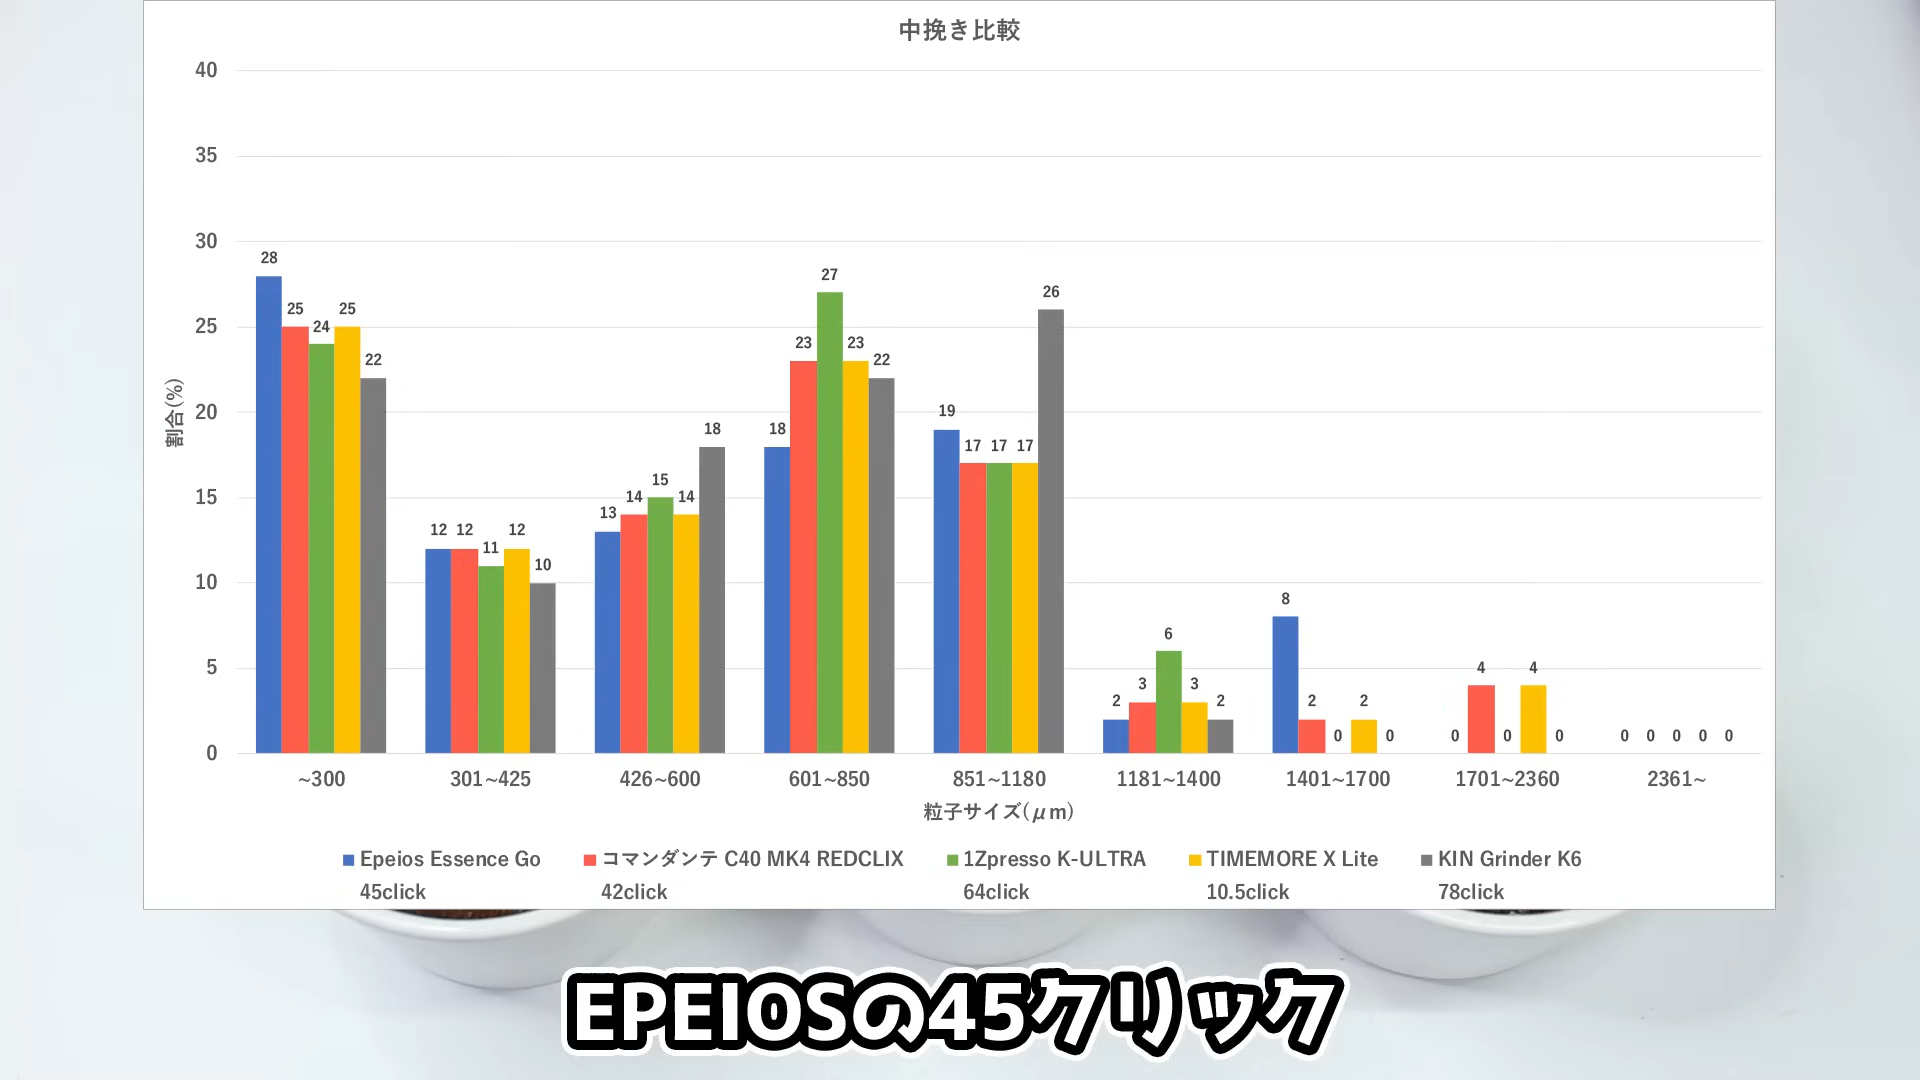 中挽き比較
40
35
30
25
20
15
10
5
0
割合(%)
28 25 24 25 22
12 12 11 12 10
13 14 15 14 18
18 23 27 23 22
19 17 17 17 26
2 3 6 3 2
8 2 0 2 0
0 4 0 4 0
0 0 0 0 0
~300 301~425 426~600 601~850 851~1180 1181~1400 1401~1700 1701~2360 2361~
粒子サイズ(μm)
Epeios Essence Go コマンダンテ C40 MK4 REDCLIX 1Zpresso K-ULTRA TIMEMORE X Lite KIN Grinder K6
45click 42click 64click 10.5click 78click
EPEIOSの45クリック